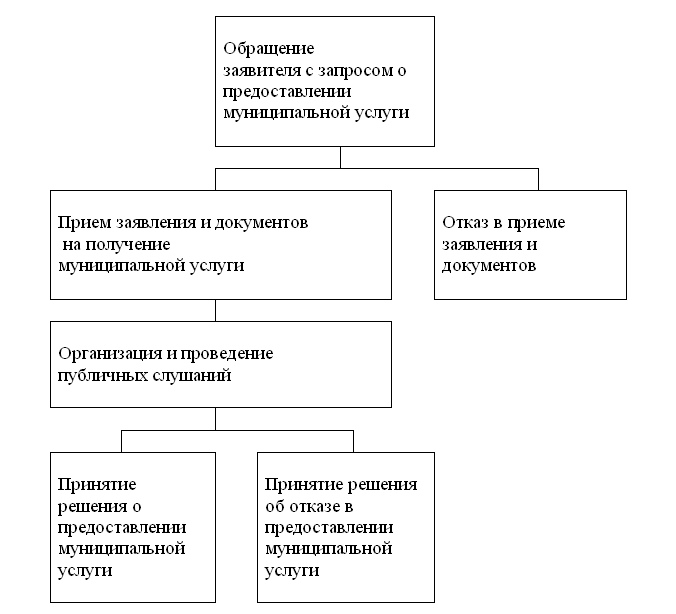 Обращение
заявителя с запросом о
предоставлении
муниципальной услуги
Прием заявления и документов
на получение
муниципальной услуги
Отказ в приеме
заявления и
документов
Организация и проведение
публичных слушаний
Принятие
решения о
предоставлении
муниципальной
услуги
Принятие решения
об отказе в
предоставлении
муниципальной
услуги